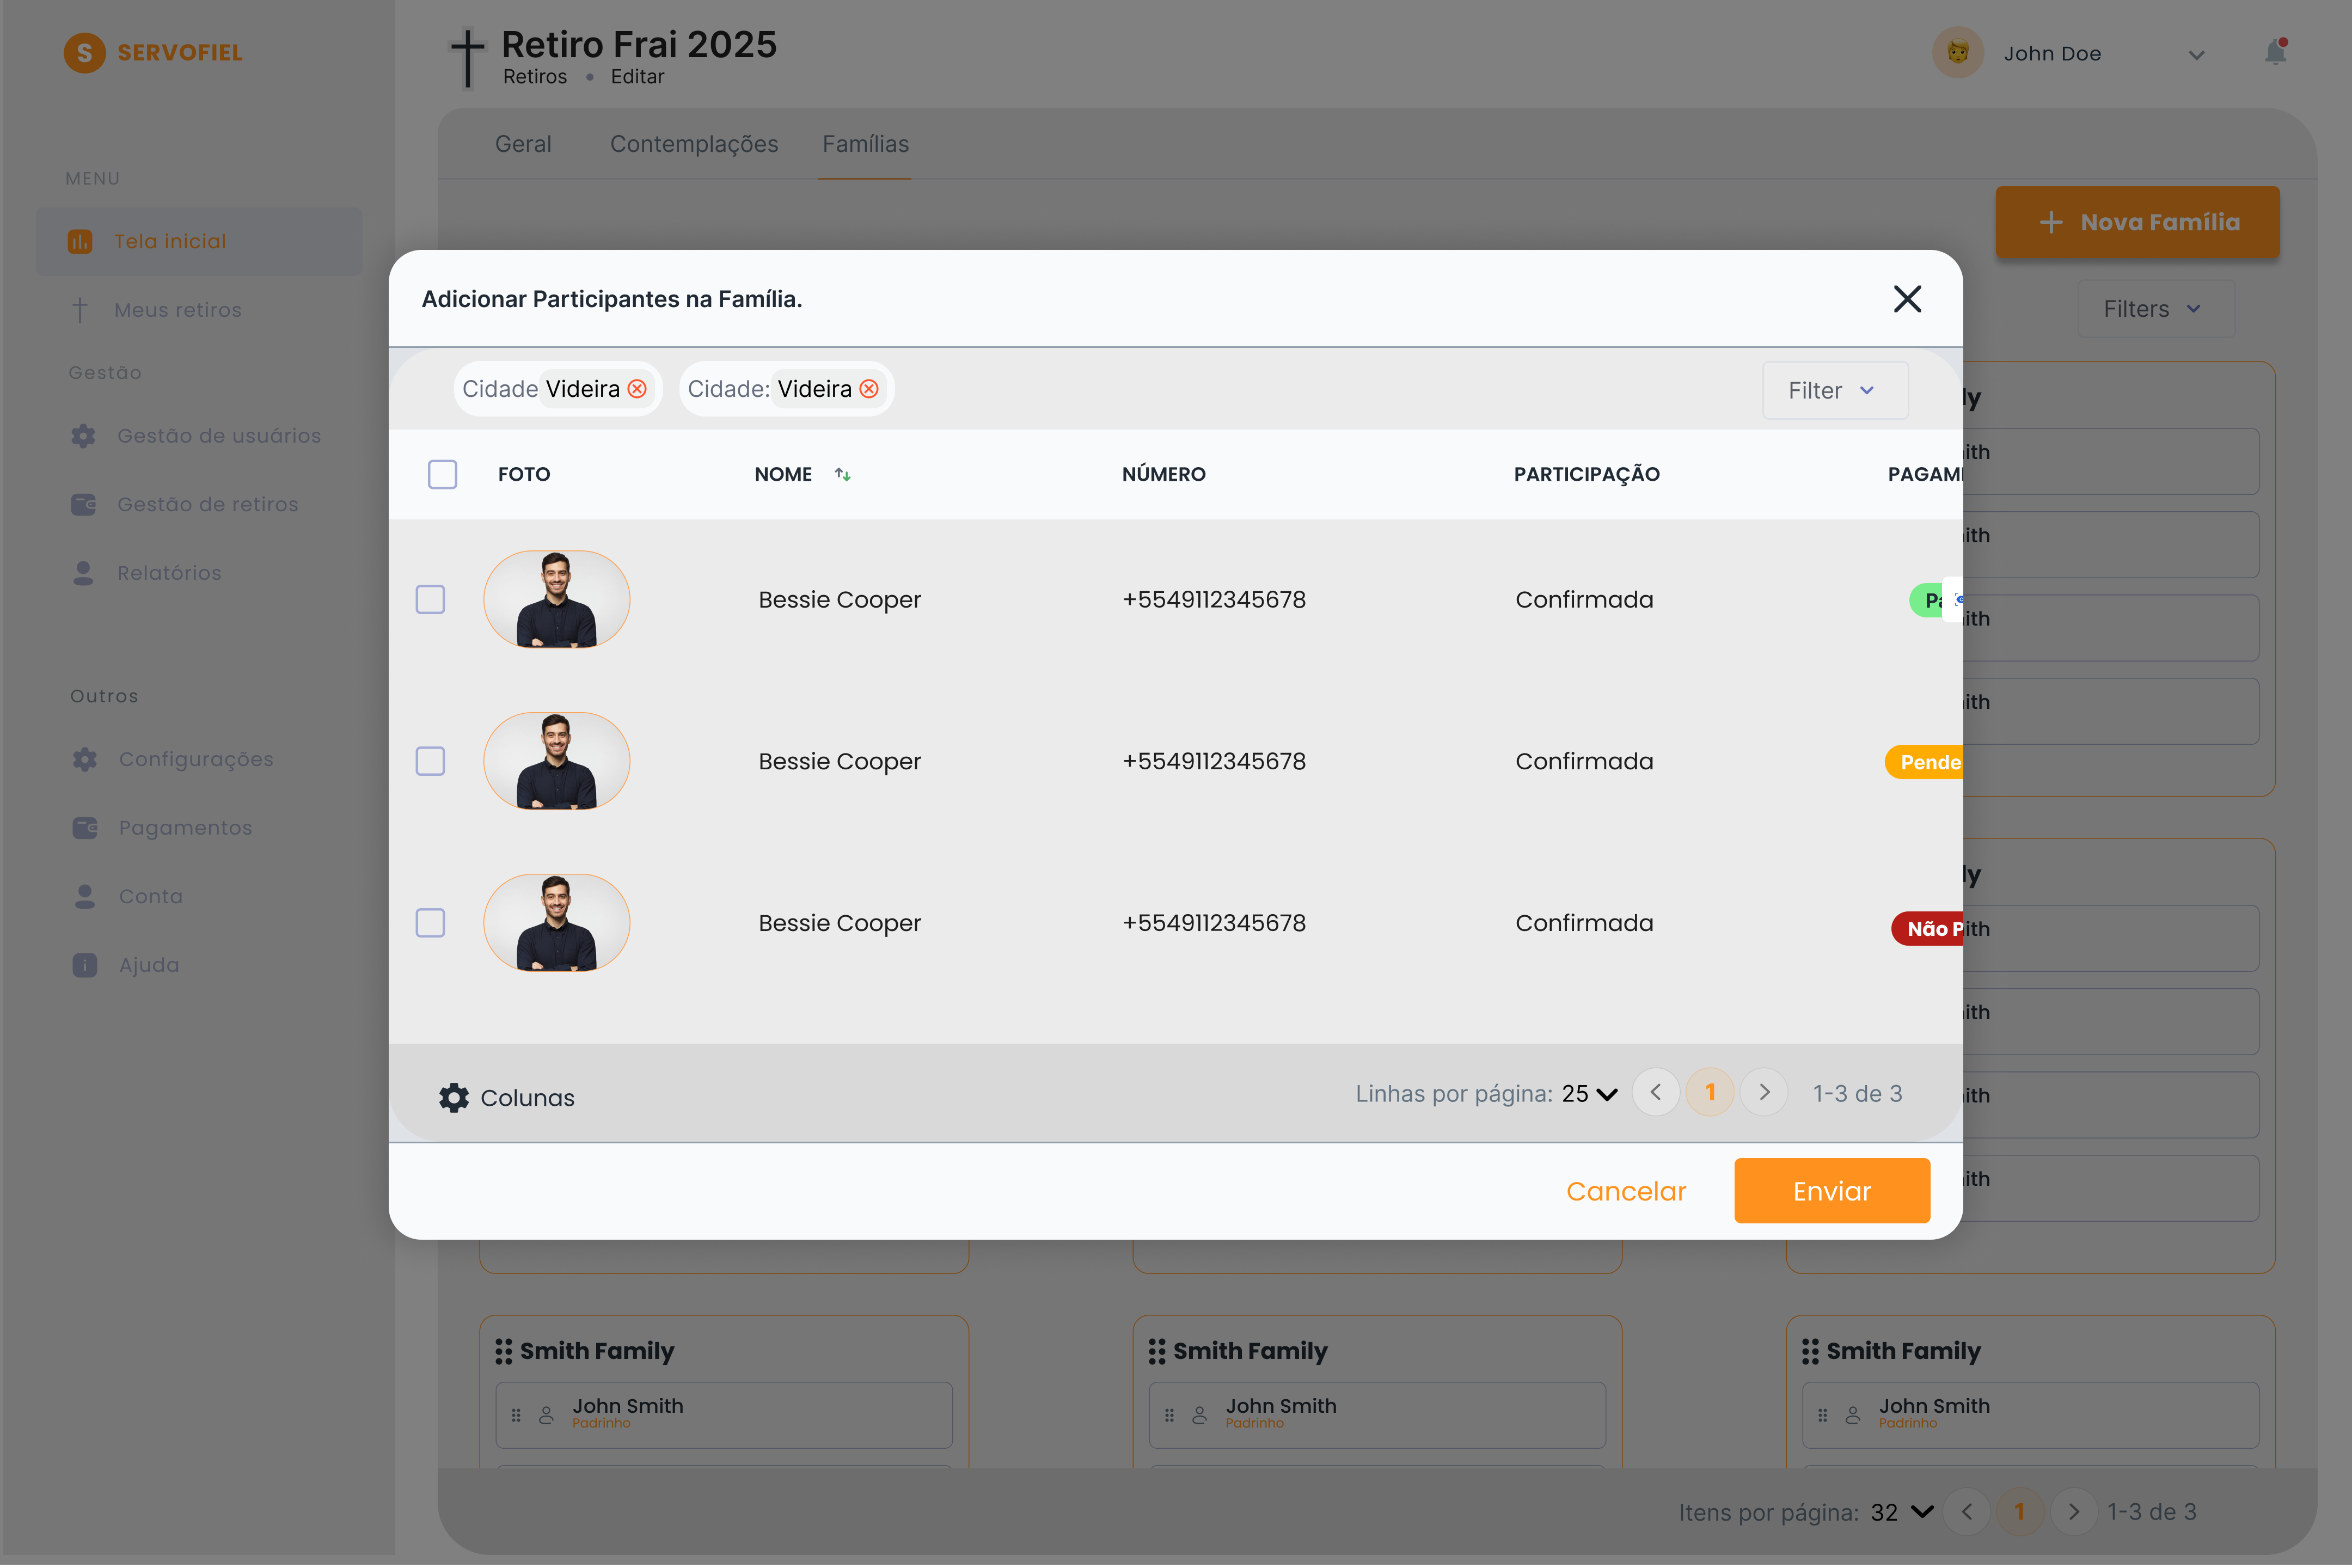 S SERVOFIEL
Retiro Frai 2025
Retiros • Editar
John Doe
MENU
Tela inicial
Meus retiros
Gestão
Gestão de usuários
Gestão de retiros
Relatórios
Outros
Configurações
Pagamentos
Conta
Ajuda
Geral Contemplações Famílias
+ Nova Família
Filters
Adicionar Participantes na Família.
Cidade Videira Cidade: Videira Filter
FOTO NOME NÚMERO PARTICIPAÇÃO PAGAM
Bessie Cooper +5549112345678 Confirmada
Bessie Cooper +5549112345678 Confirmada Pende
Bessie Cooper +5549112345678 Confirmada Não P
Colunas Linhas por página: 25 1 1-3 de 3
Cancelar Enviar
ly
ith
ith
ith
ith
ly
ith
ith
ith
ith
Smith Family Smith Family Smith Family
John Smith John Smith John Smith
Padrinho Padrinho Padrinho
Itens por página: 32 1 1-3 de 3